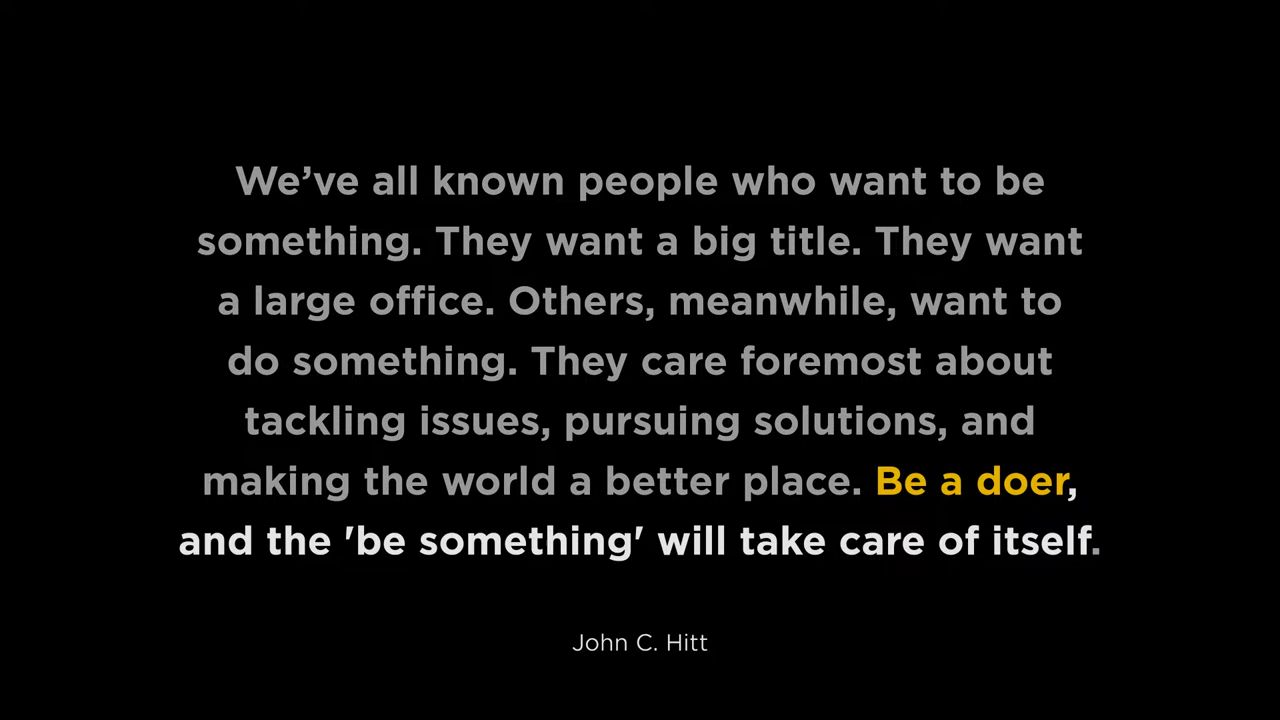 We’ve all known people who want to be
something. They want a big title. They want
a large office. Others, meanwhile, want to
do something. They care foremost about
tackling issues, pursuing solutions, and
making the world a better place. Be a doer,
and the 'be something' will take care of itself.
John C. Hitt